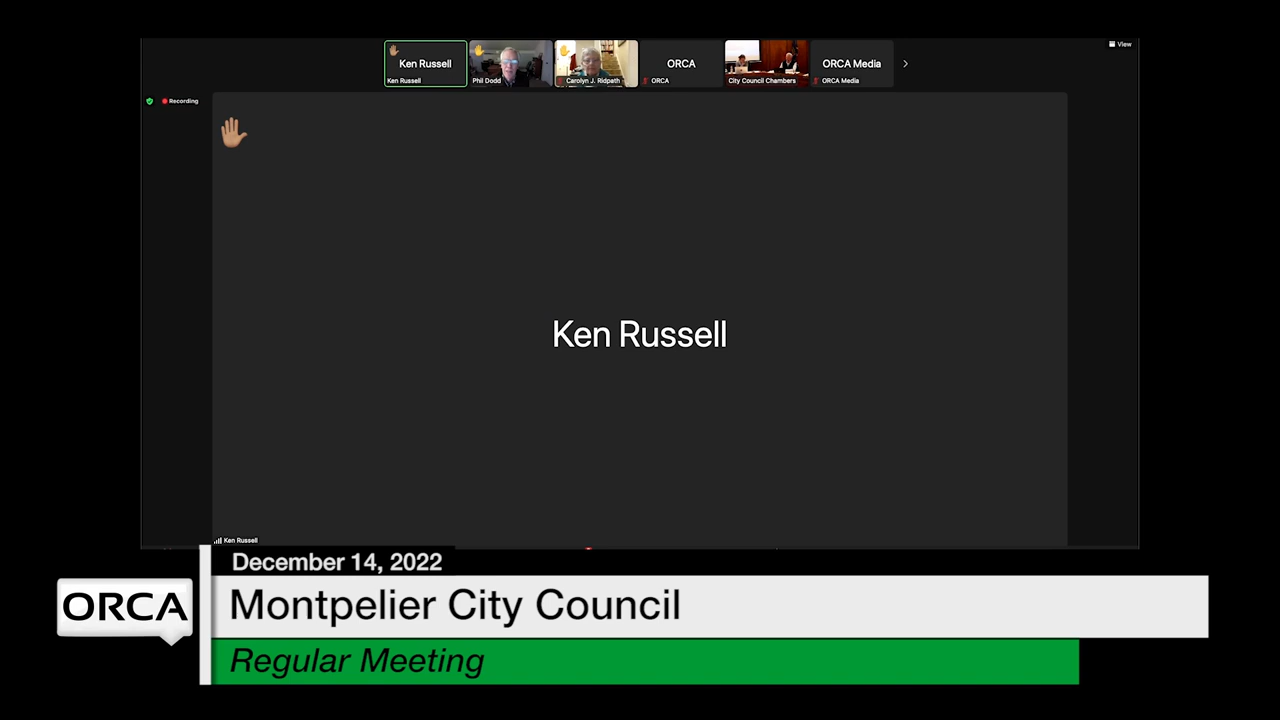 View
Ken Russell
Ken Russell
Phil Dodd
Carolyn J. Ridpath
ORCA
ORCA
City Council Chambers
ORCA Media
ORCA Media
Recording
Ken Russell
Ken Russell
December 14, 2022
ORCA
Montpelier City Council
Regular Meeting